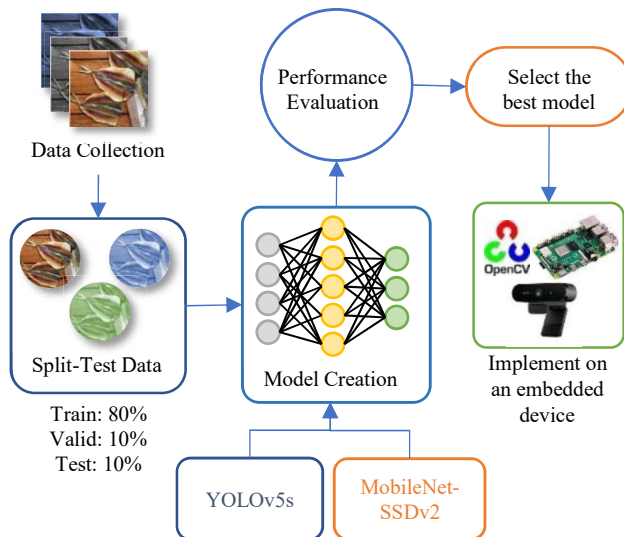 Data Collection
Split-Test Data
Train: 80%
Valid: 10%
Test: 10%
Model Creation
YOLOv5s
MobileNet-
SSDv2
Performance
Evaluation
Select the
best model
OpenCV
Implement on
an embedded
device